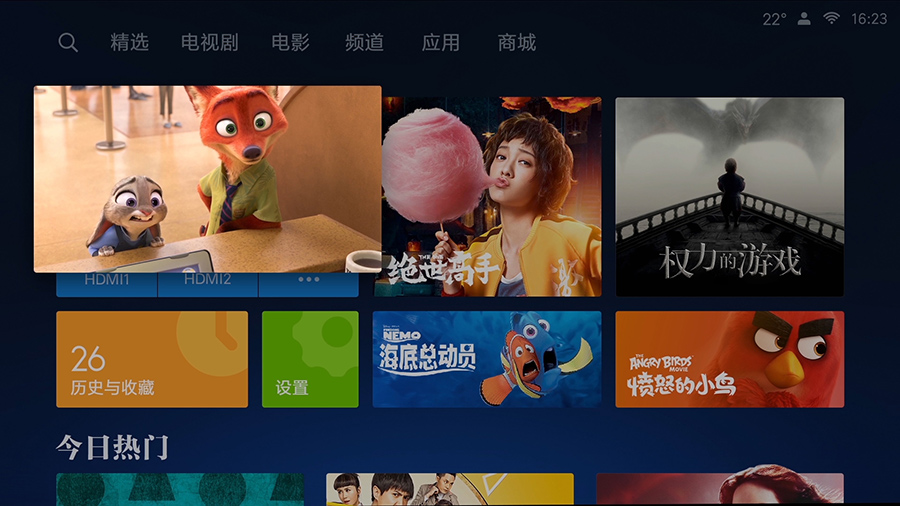 22° 16:23
精选 电视剧 电影 频道 应用 商城
HDMI1 HDMI2
绝世高手
权力的游戏
26
历史与收藏
设置
FINDING
NEMO
海底总动员
THE
ANGRY BIRDS
MOVIE
愤怒的小鸟
今日热门